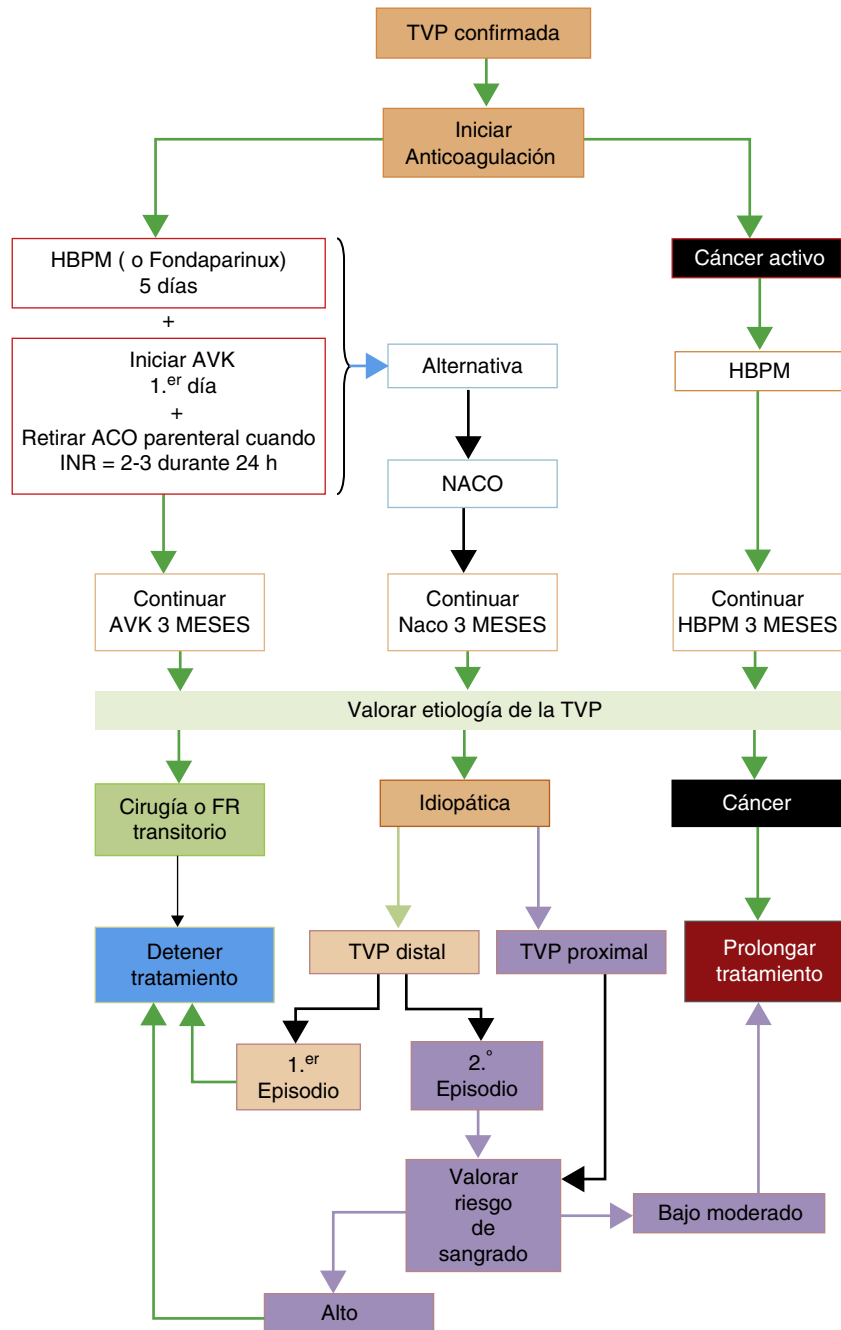 TVP confirmada
Iniciar
Anticoagulación
HBPM ( o Fondaparinux)
5 días
+
Iniciar AVK
1.er día
+
Retirar ACO parenteral cuando
INR = 2-3 durante 24 h
Alternativa
NACO
Cáncer activo
HBPM
Continuar
AVK 3 MESES
Continuar
Naco 3 MESES
Continuar
HBPM 3 MESES
Valorar etiología de la TVP
Cirugía o FR
transitorio
Idiopática
Cáncer
Detener
tratamiento
TVP distal
TVP proximal
Prolongar
tratamiento
1.er
Episodio
2.°
Episodio
Valorar
riesgo
de
sangrado
Bajo moderado
Alto